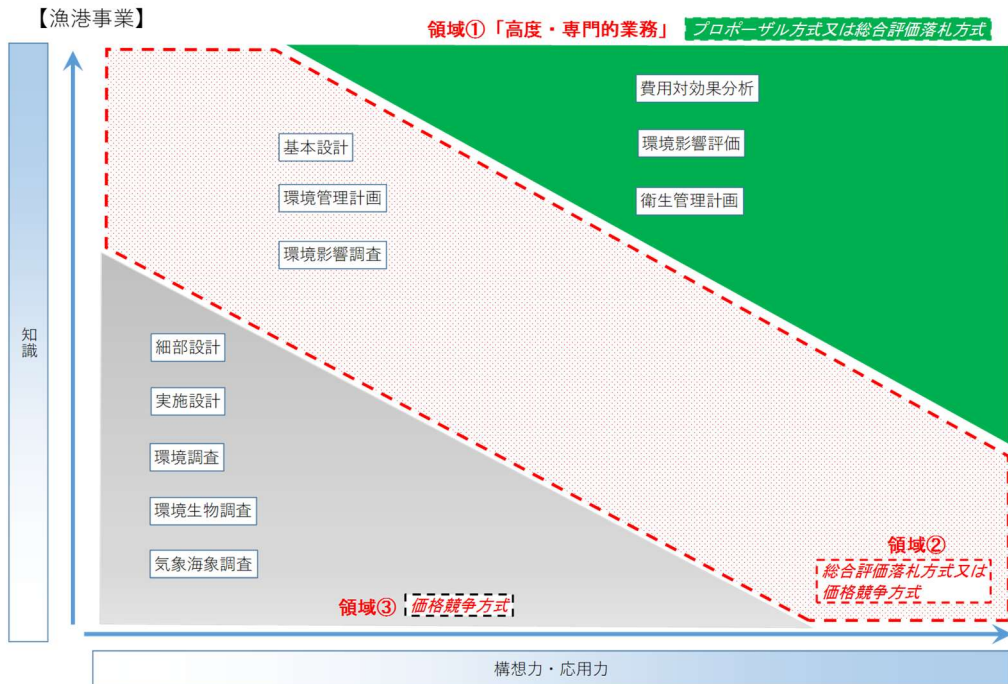 【漁港事業】
領域①「高度・専門的業務」 プロポーザル方式又は総合評価落札方式
費用対効果分析
環境影響評価
衛生管理計画
基本設計
環境管理計画
環境影響調査
知識
細部設計
実施設計
環境調査
環境生物調査
気象海象調査
領域②
総合評価落札方式又は
価格競争方式
領域③ 価格競争方式
構想力・応用力